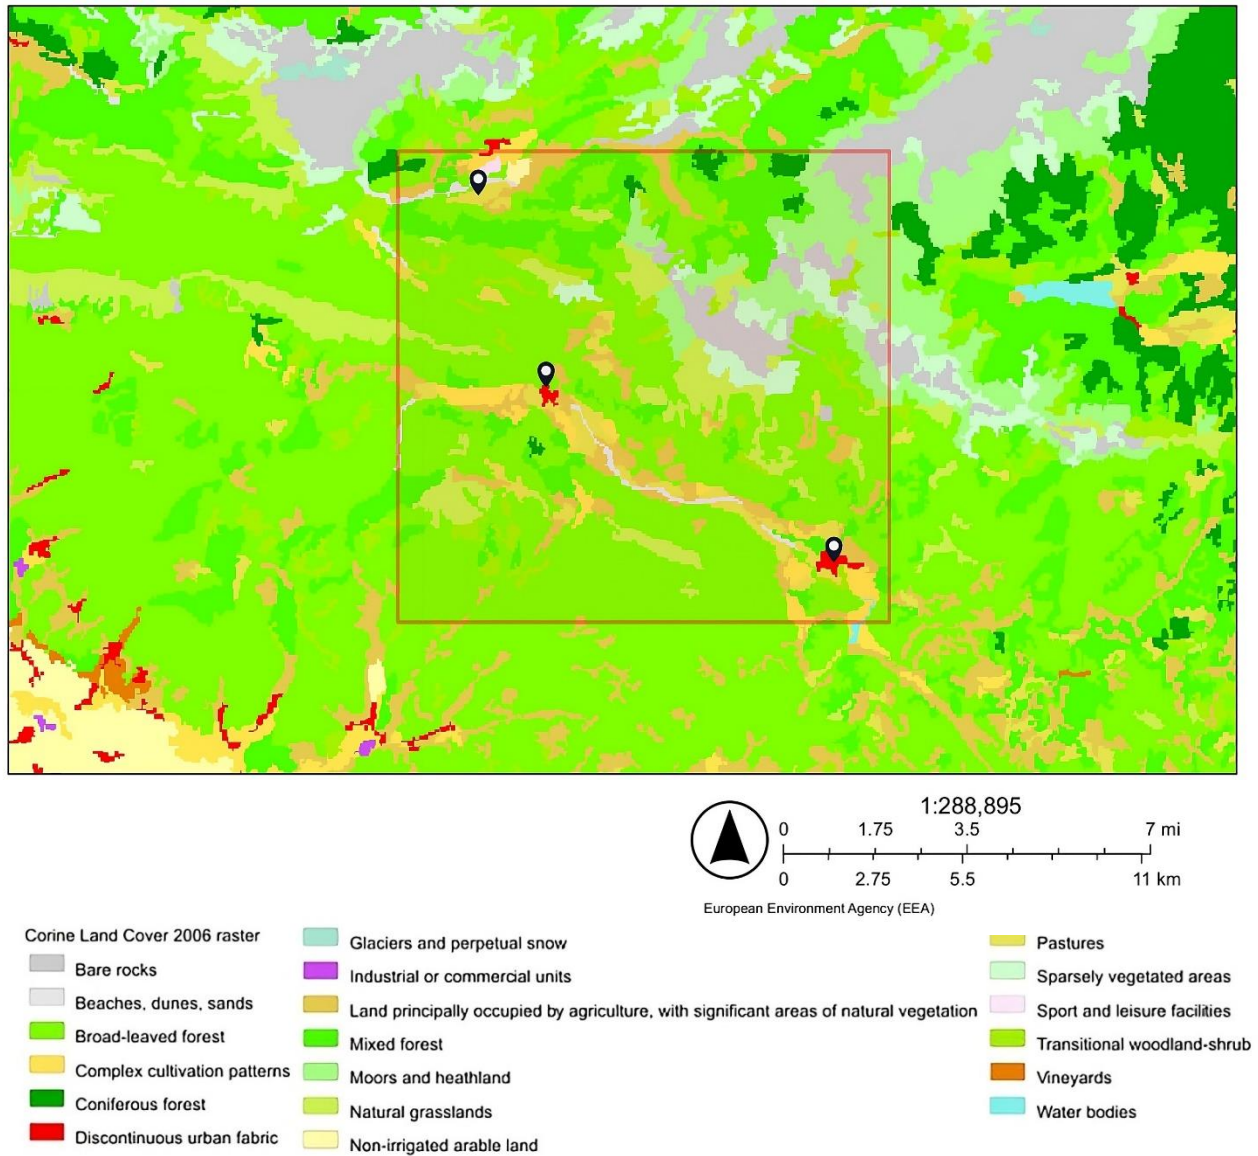 1:288,895
0 1.75 3.5 7 mi
0 2.75 5.5 11 km
European Environment Agency (EEA)
Corine Land Cover 2006 raster
Bare rocks
Beaches, dunes, sands
Broad-leaved forest
Complex cultivation patterns
Coniferous forest
Discontinuous urban fabric
Glaciers and perpetual snow
Industrial or commercial units
Land principally occupied by agriculture, with significant areas of natural vegetation
Mixed forest
Moors and heathland
Natural grasslands
Non-irrigated arable land
Pastures
Sparsely vegetated areas
Sport and leisure facilities
Transitional woodland-shrub
Vineyards
Water bodies